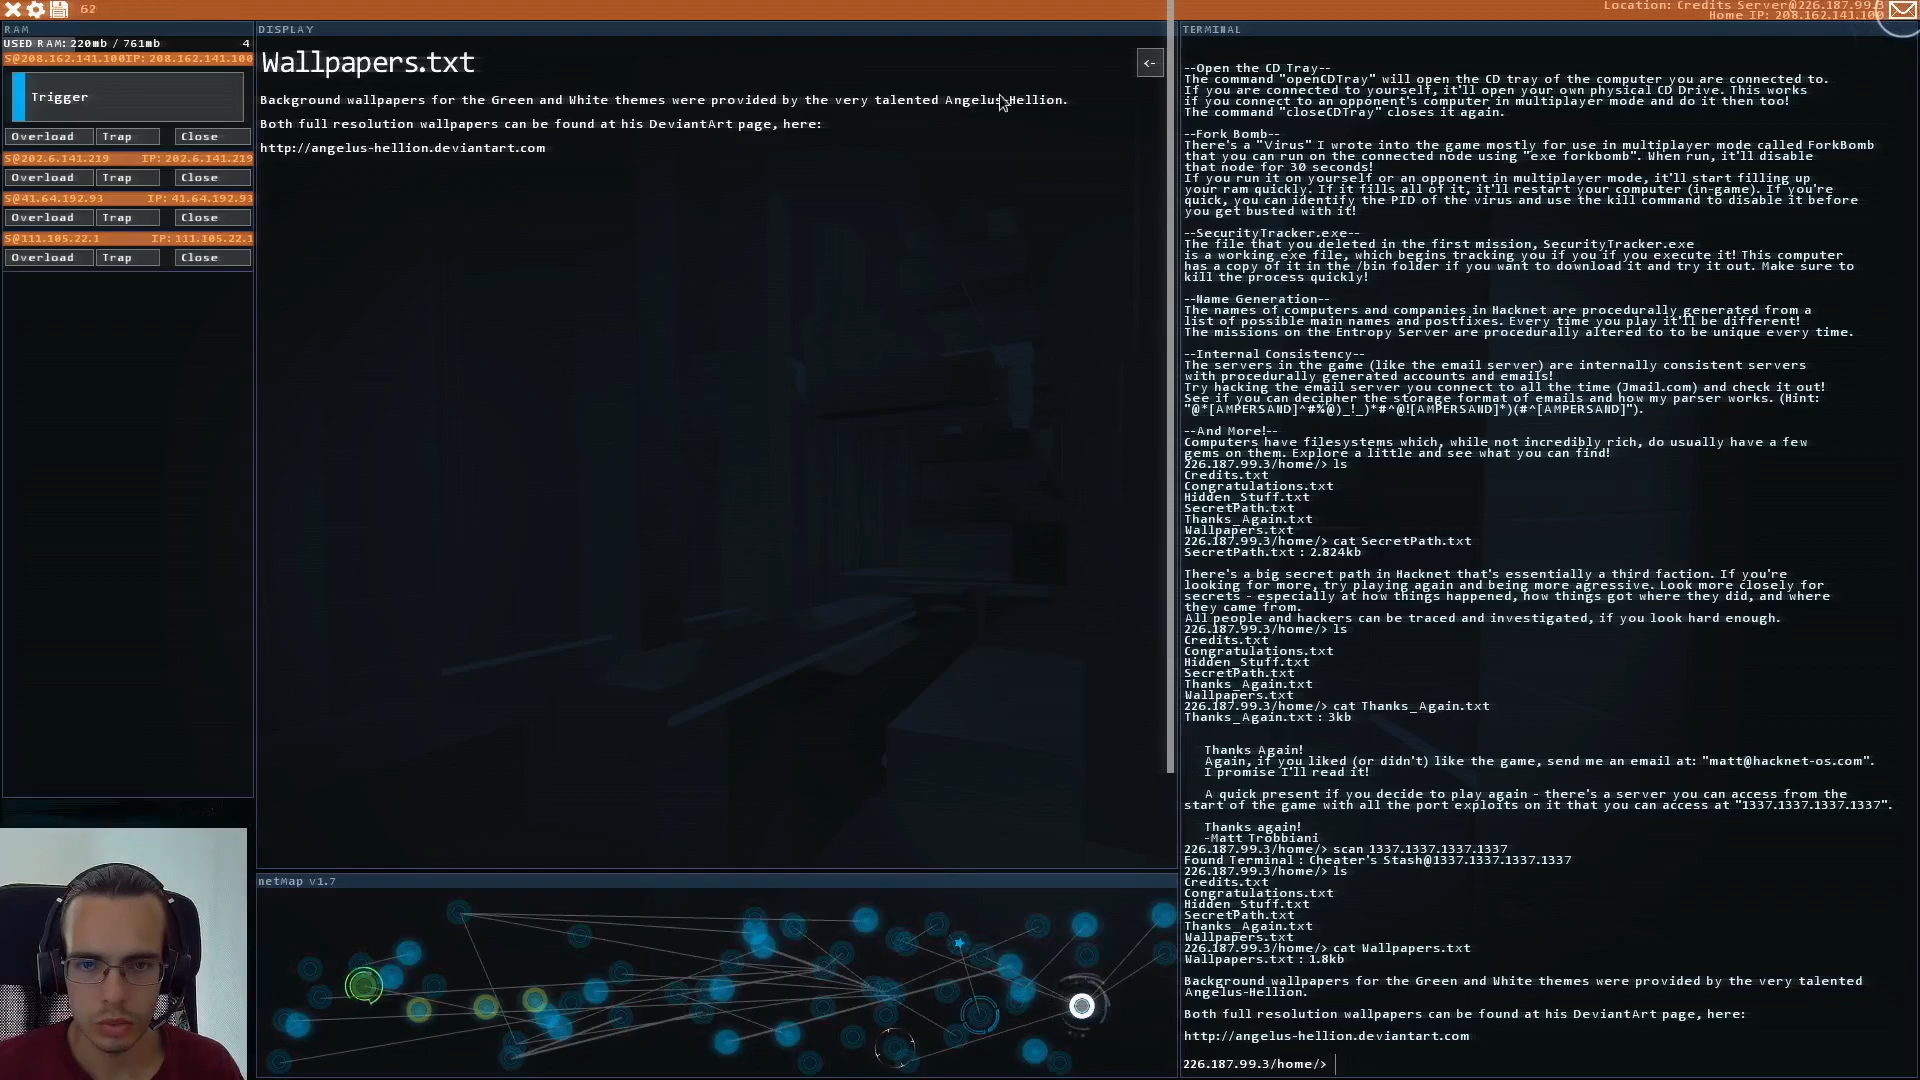 62
Location: Credits Server@226.187.99.3
Home IP: 208.162.141.100
RAM
USED RAM: 220mb / 761mb 4
S@208.162.141.100IP: 208.162.141.100
Trigger
Overload Trap Close
S@202.6.141.219 IP: 202.6.141.219
Overload Trap Close
S@41.64.192.93 IP: 41.64.192.93
Overload Trap Close
S@111.105.22.1 IP: 111.105.22.1
Overload Trap Close
DISPLAY
Wallpapers.txt
<-
Background wallpapers for the Green and White themes were provided by the very talented Angelus-Hellion.
Both full resolution wallpapers can be found at his DeviantArt page, here:
http://angelus-hellion.deviantart.com
netMap v1.7
TERMINAL
--Open the CD Tray--
The command "openCDTray" will open the CD tray of the computer you are connected to.
If you are connected to yourself, it'll open your own physical CD Drive. This works
if you connect to an opponent's computer in multiplayer mode and do it then too!
The command "closeCDTray" closes it again.
--Fork Bomb--
There's a "Virus" I wrote into the game mostly for use in multiplayer mode called ForkBomb
that you can run on the connected node using "exe forkbomb". When run, it'll disable
that node for 30 seconds!
If you run it on yourself or an opponent in multiplayer mode, it'll start filling up
your ram quickly. If it fills all of it, it'll restart your computer (in-game). If you're
quick, you can identify the PID of the virus and use the kill command to disable it before
you get busted with it!
--SecurityTracker.exe--
The file that you deleted in the first mission, SecurityTracker.exe
is a working exe file, which begins tracking you if you if you execute it! This computer
has a copy of it in the /bin folder if you want to download it and try it out. Make sure to
kill the process quickly!
--Name Generation--
The names of computers and companies in Hacknet are procedurally generated from a
list of possible main names and postfixes. Every time you play it'll be different!
The missions on the Entropy Server are procedurally altered to to be unique every time.
--Internal Consistency--
The servers in the game (like the email server) are internally consistent servers
with procedurally generated accounts and emails!
Try hacking the email server you connect to all the time (Jmail.com) and check it out!
See if you can decipher the storage format of emails and how my parser works. (Hint:
"@*[AMPERSAND]^#%@)_!_)*#^@![AMPERSAND]*)(#^[AMPERSAND]").
--And More!--
Computers have filesystems which, while not incredibly rich, do usually have a few
gems on them. Explore a little and see what you can find!
226.187.99.3/home/> ls
Credits.txt
Congratulations.txt
Hidden_Stuff.txt
SecretPath.txt
Thanks_Again.txt
Wallpapers.txt
226.187.99.3/home/> cat SecretPath.txt
SecretPath.txt : 2.824kb
There's a big secret path in Hacknet that's essentially a third faction. If you're
looking for more, try playing again and being more agressive. Look more closely for
secrets - especially at how things happened, how things got where they did, and where
they came from.
All people and hackers can be traced and investigated, if you look hard enough.
226.187.99.3/home/> ls
Credits.txt
Congratulations.txt
Hidden_Stuff.txt
SecretPath.txt
Thanks_Again.txt
Wallpapers.txt
226.187.99.3/home/> cat Thanks_Again.txt
Thanks_Again.txt : 3kb
Thanks Again!
Again, if you liked (or didn't) like the game, send me an email at: "matt@hacknet-os.com".
I promise I'll read it!
A quick present if you decide to play again - there's a server you can access from the
start of the game with all the port exploits on it that you can access at "1337.1337.1337.1337".
Thanks again!
-Matt Trobbiani
226.187.99.3/home/> scan 1337.1337.1337.1337
Found Terminal : Cheater's Stash@1337.1337.1337.1337
226.187.99.3/home/> ls
Credits.txt
Congratulations.txt
Hidden_Stuff.txt
SecretPath.txt
Thanks_Again.txt
Wallpapers.txt
226.187.99.3/home/> cat Wallpapers.txt
Wallpapers.txt : 1.8kb
Background wallpapers for the Green and White themes were provided by the very talented
Angelus-Hellion.
Both full resolution wallpapers can be found at his DeviantArt page, here:
http://angelus-hellion.deviantart.com
226.187.99.3/home/>